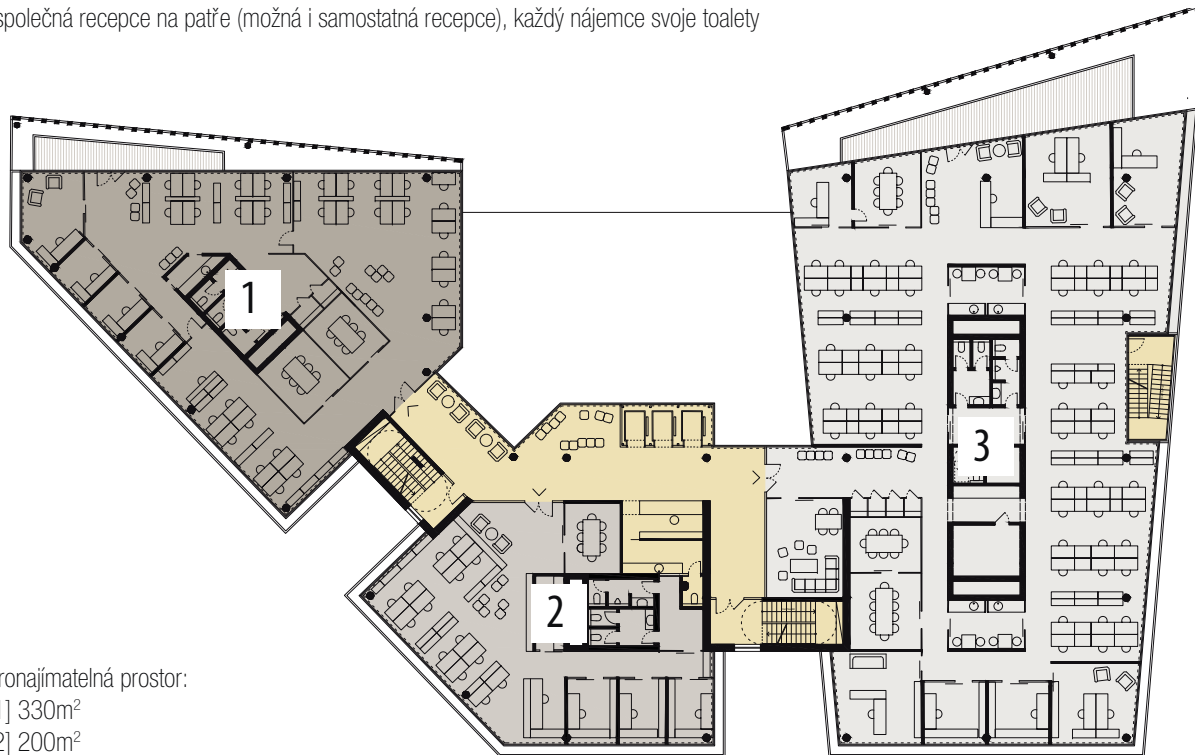 společná recepce na patře (možná i samostatná recepce), každý nájemce svoje toalety
1
3
2
ronajímatelná prostor:
] 330m²
2] 200m²